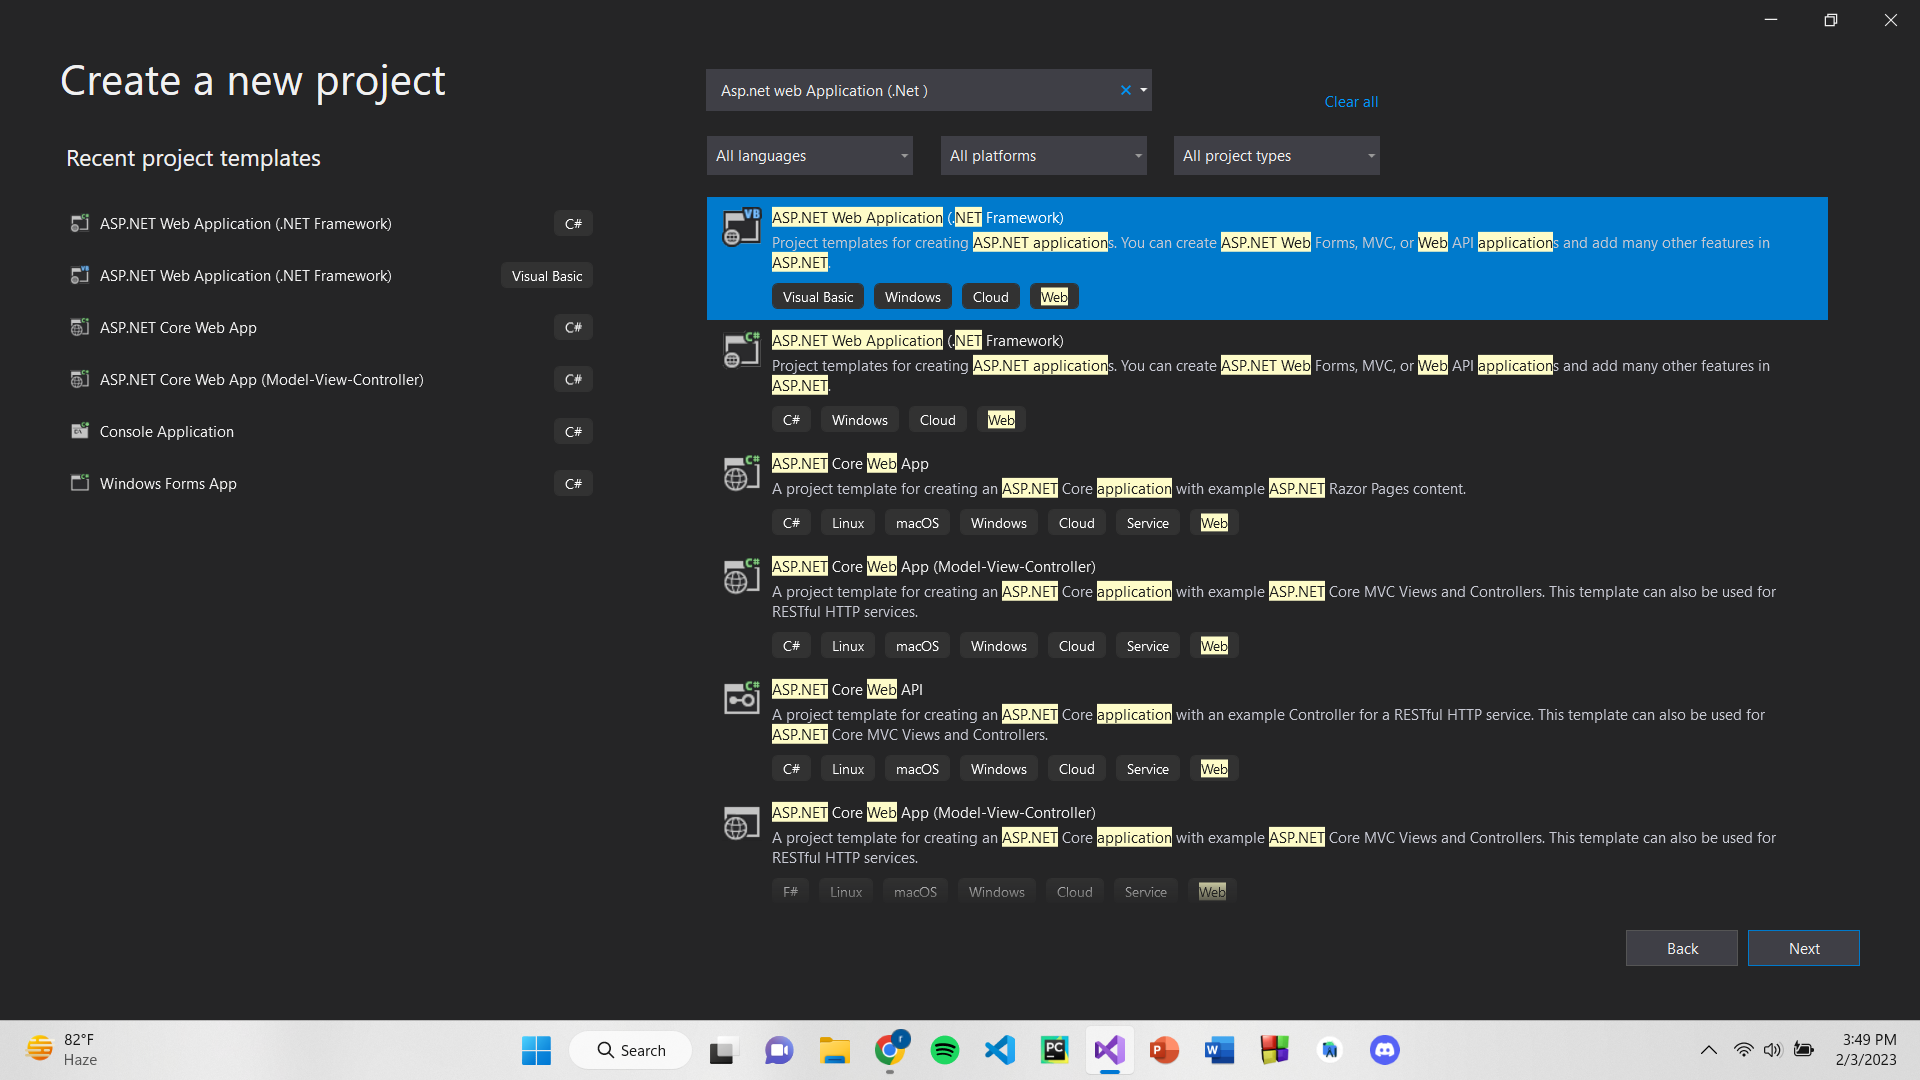 Create a new project
Recent project templates
ASP.NET Web Application (.NET Framework) C#
ASP.NET Web Application (.NET Framework) Visual Basic
ASP.NET Core Web App C#
ASP.NET Core Web App (Model-View-Controller) C#
Console Application C#
Windows Forms App C#
Asp.net web Application (.Net )
Clear all
All languages All platforms All project types
ASP.NET Web Application (.NET Framework)
Project templates for creating ASP.NET applications. You can create ASP.NET Web Forms, MVC, or Web API applications and add many other features in
ASP.NET.
Visual Basic Windows Cloud Web
ASP.NET Web Application (.NET Framework)
Project templates for creating ASP.NET applications. You can create ASP.NET Web Forms, MVC, or Web API applications and add many other features in
ASP.NET.
C# Windows Cloud Web
ASP.NET Core Web App
A project template for creating an ASP.NET Core application with example ASP.NET Razor Pages content.
C# Linux macOS Windows Cloud Service Web
ASP.NET Core Web App (Model-View-Controller)
A project template for creating an ASP.NET Core application with example ASP.NET Core MVC Views and Controllers. This template can also be used for
RESTful HTTP services.
C# Linux macOS Windows Cloud Service Web
ASP.NET Core Web API
A project template for creating an ASP.NET Core application with an example Controller for a RESTful HTTP service. This template can also be used for
ASP.NET Core MVC Views and Controllers.
C# Linux macOS Windows Cloud Service Web
ASP.NET Core Web App (Model-View-Controller)
A project template for creating an ASP.NET Core application with example ASP.NET Core MVC Views and Controllers. This template can also be used for
RESTful HTTP services.
F# Linux macOS Windows Cloud Service Web
Back Next
82°F
Haze
Search
3:49 PM
2/3/2023